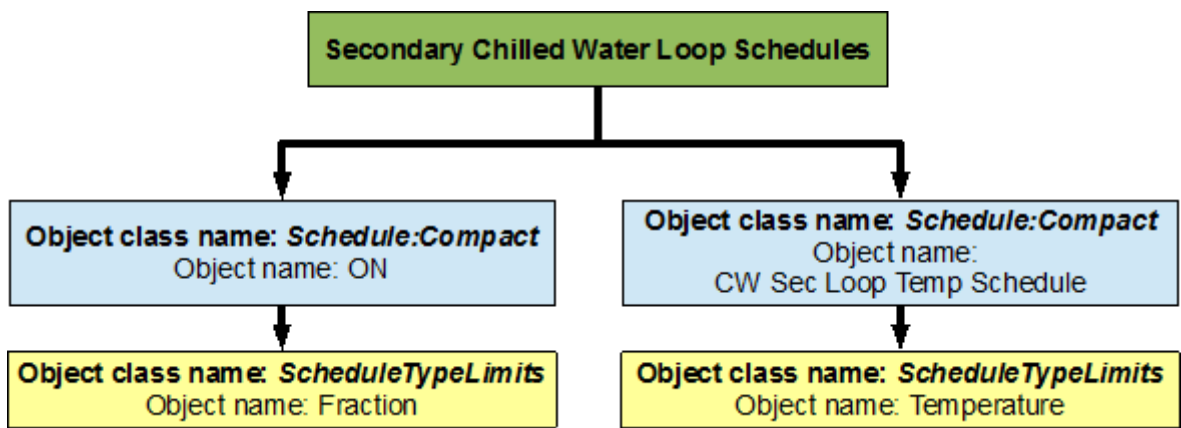 Secondary Chilled Water Loop Schedules
Object class name: Schedule:Compact
Object name: ON
Object class name: Schedule:Compact
Object name:
CW Sec Loop Temp Schedule
Object class name: ScheduleTypeLimits
Object name: Fraction
Object class name: ScheduleTypeLimits
Object name: Temperature